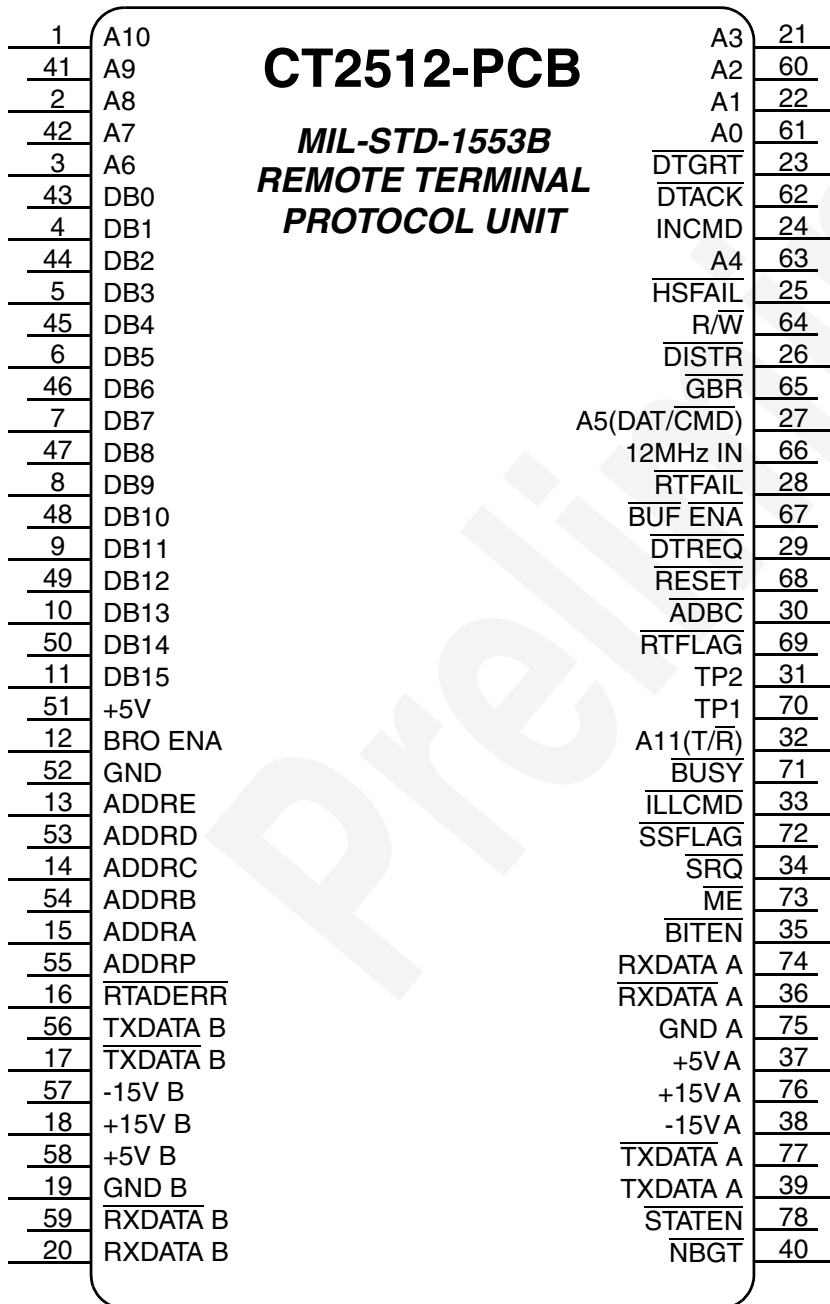 CT2512-PCB
MIL-STD-1553B
REMOTE TERMINAL
PROTOCOL UNIT
1 A10
41 A9
2 A8
42 A7
3 A6
43 DB0
4 DB1
44 DB2
5 DB3
45 DB4
6 DB5
46 DB6
7 DB7
47 DB8
8 DB9
48 DB10
9 DB11
49 DB12
10 DB13
50 DB14
11 DB15
51 +5V
12 BRO ENA
52 GND
13 ADDRE
53 ADDRD
14 ADDRC
54 ADDRB
15 ADDRA
55 ADDRP
16 RTADERR
56 TXDATA B
17 TXDATA B
57 -15V B
18 +15V B
58 +5V B
19 GND B
59 RXDATA B
20 RXDATA B
A3 21
A2 60
A1 22
A0 61
DTGRT 23
DTACK 62
INCMD 24
A4 63
HSFAIL 25
R/W 64
DISTR 26
GBR 65
A5(DAT/CMD) 27
12MHz IN 66
RTFAIL 28
BUF ENA 67
DTREQ 29
RESET 68
ADBC 30
RTFLAG 69
TP2 31
TP1 70
A11(T/R) 32
BUSY 71
ILLCMD 33
SSFLAG 72
SRQ 34
ME 73
BITEN 35
RXDATA A 74
RXDATA A 36
GND A 75
+5VA 37
+15VA 76
-15VA 38
TXDATA A 77
TXDATA A 39
STATEN 78
NBGT 40
Prelimin